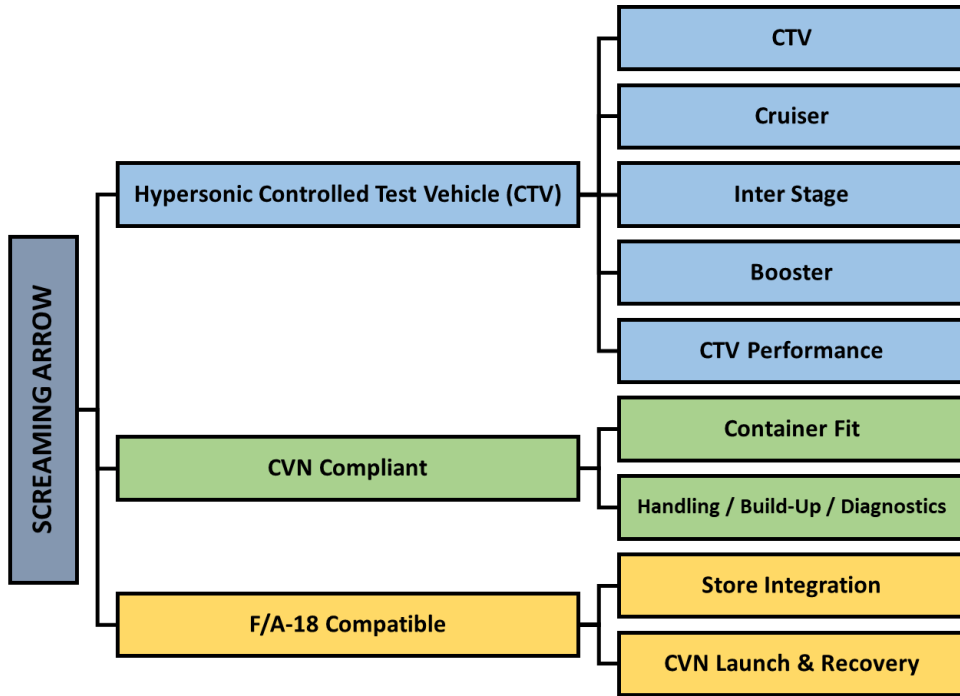 SCREAMING ARROW
Hypersonic Controlled Test Vehicle (CTV)
CTV
Cruiser
Inter Stage
Booster
CTV Performance
CVN Compliant
Container Fit
Handling / Build-Up / Diagnostics
F/A-18 Compatible
Store Integration
CVN Launch & Recovery